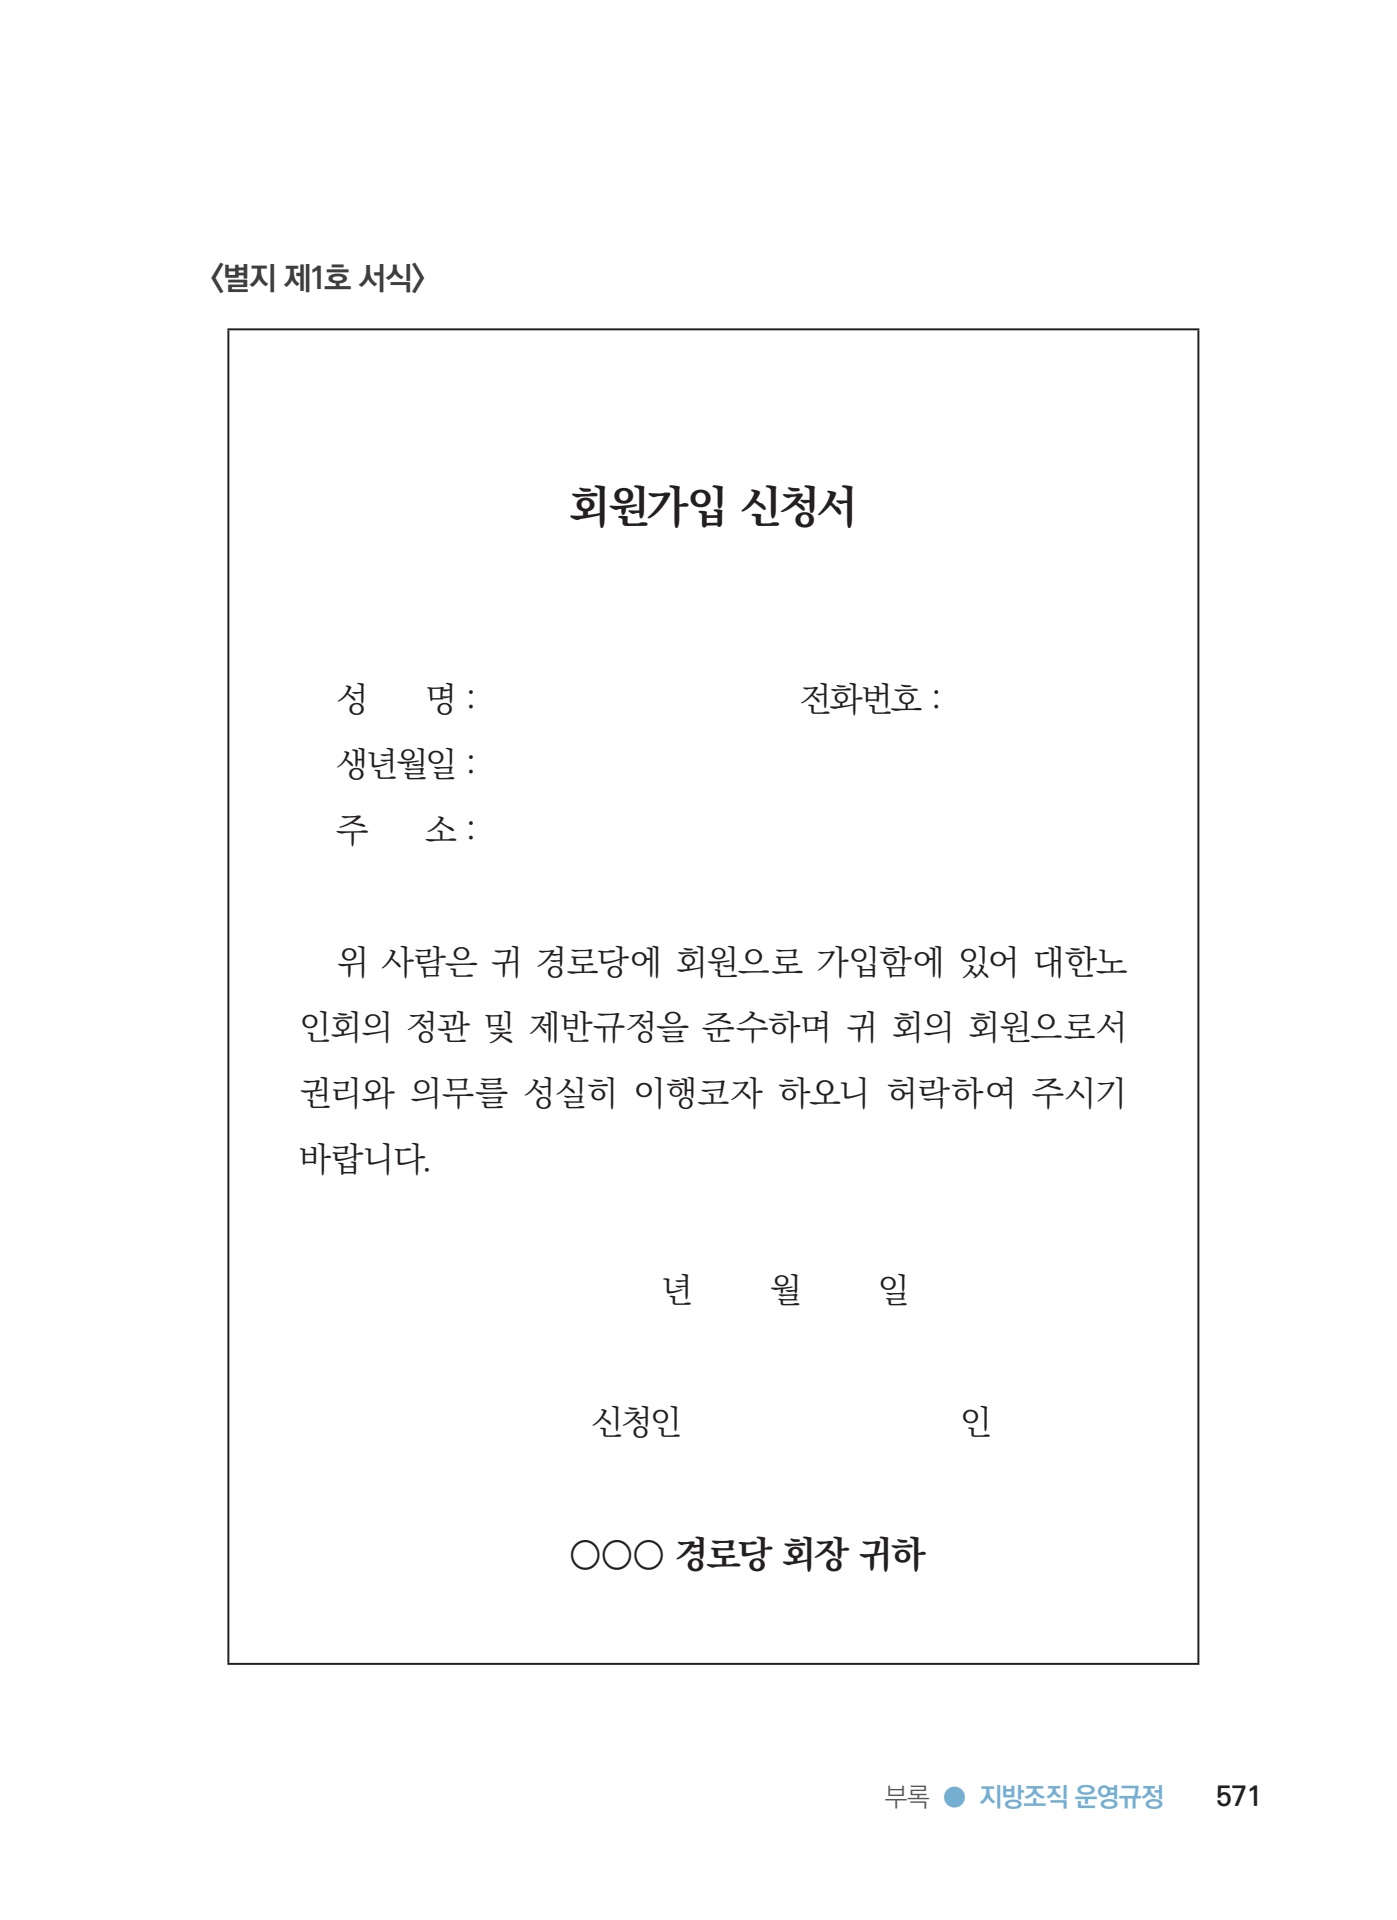 〈별지 제1호 서식〉
회원가입 신청서
성 명 : 전화번호 :
생년월일 :
주 소 :
위 사람은 귀 경로당에 회원으로 가입함에 있어 대한노
인회의 정관 및 제반규정을 준수하며 귀 회의 회원으로서
권리와 의무를 성실히 이행코자 하오니 허락하여 주시기
바랍니다.
년 월 일
신청인 인
○○○ 경로당 회장 귀하
부록 ● 지방조직 운영규정 571